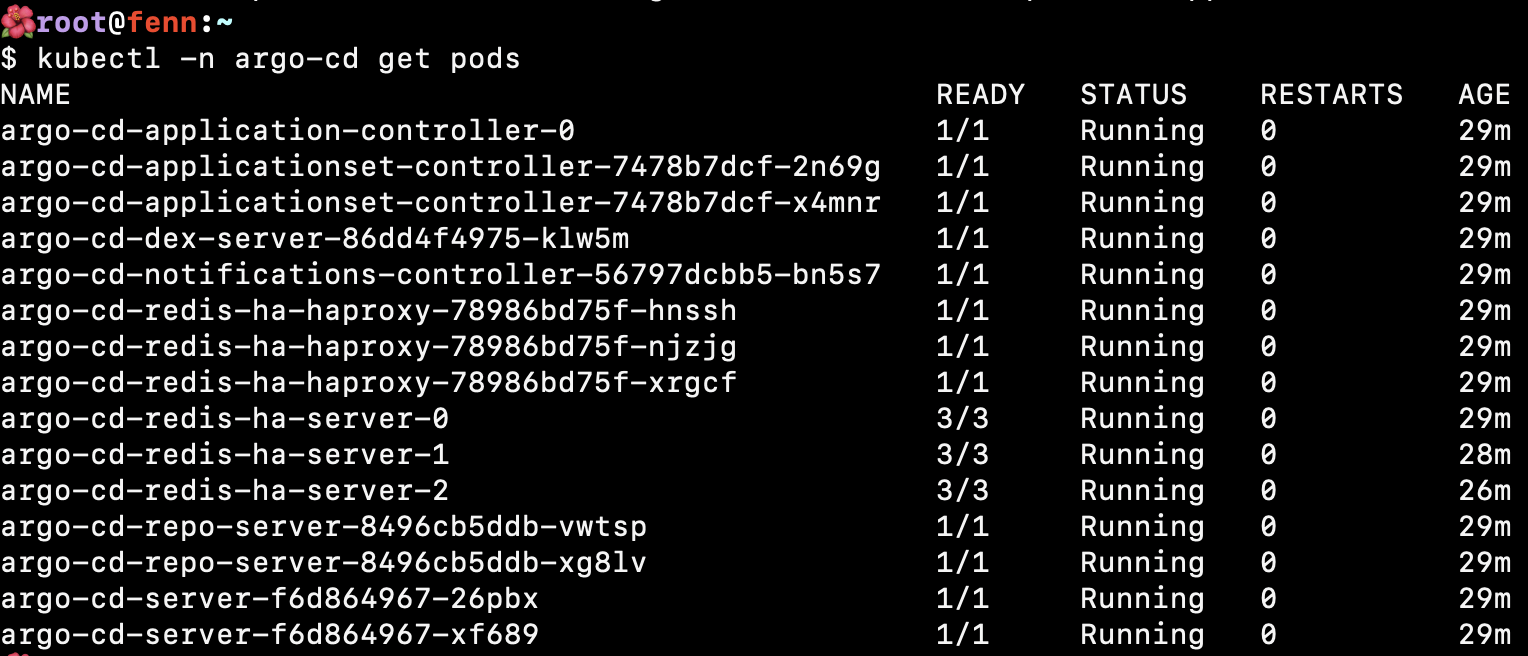 root@fenn:~
$ kubectl -n argo-cd get pods
NAME READY STATUS RESTARTS AGE
argo-cd-application-controller-0 1/1 Running 0 29m
argo-cd-applicationset-controller-7478b7dcf-2n69g 1/1 Running 0 29m
argo-cd-applicationset-controller-7478b7dcf-x4mnr 1/1 Running 0 29m
argo-cd-dex-server-86dd4f4975-klw5m 1/1 Running 0 29m
argo-cd-notifications-controller-56797dcbb5-bn5s7 1/1 Running 0 29m
argo-cd-redis-ha-haproxy-78986bd75f-hnssh 1/1 Running 0 29m
argo-cd-redis-ha-haproxy-78986bd75f-njzjg 1/1 Running 0 29m
argo-cd-redis-ha-haproxy-78986bd75f-xrgcf 1/1 Running 0 29m
argo-cd-redis-ha-server-0 3/3 Running 0 29m
argo-cd-redis-ha-server-1 3/3 Running 0 28m
argo-cd-redis-ha-server-2 3/3 Running 0 26m
argo-cd-repo-server-8496cb5ddb-vwtsp 1/1 Running 0 29m
argo-cd-repo-server-8496cb5ddb-xg8lv 1/1 Running 0 29m
argo-cd-server-f6d864967-26pbx 1/1 Running 0 29m
argo-cd-server-f6d864967-xf689 1/1 Running 0 29m